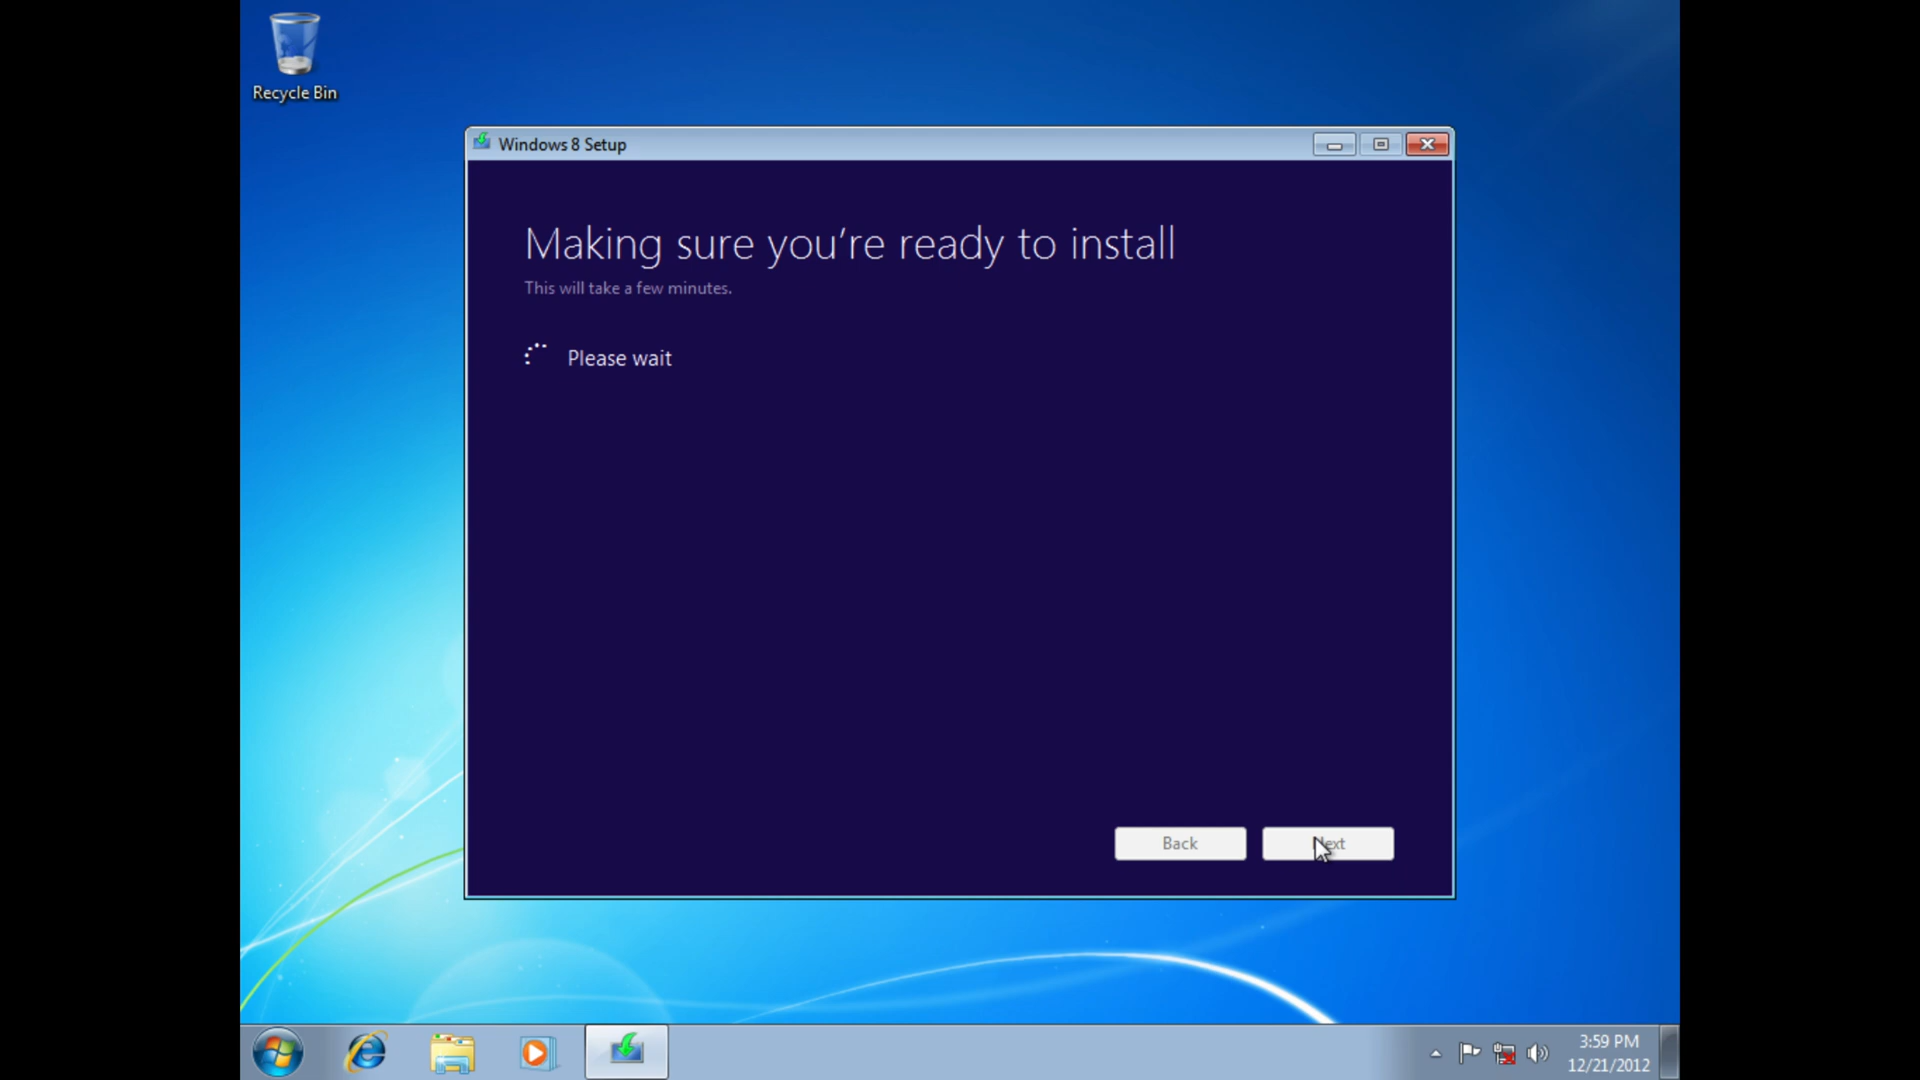 Recycle Bin
Windows 8 Setup
Making sure you're ready to install
This will take a few minutes.
Please wait
Back
Next
3:59 PM
12/21/2012